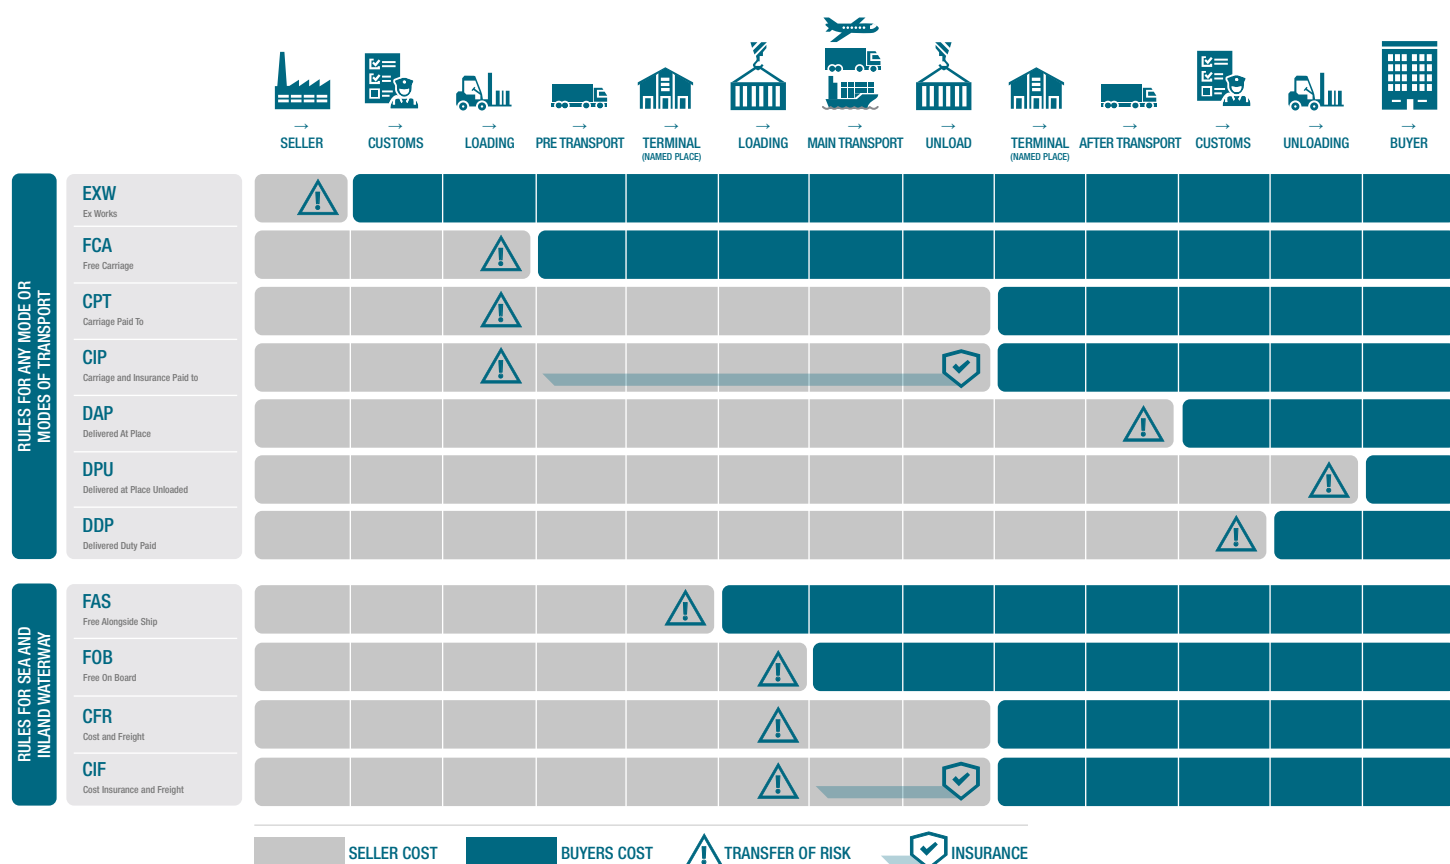 → → → → → → → → → → → → →
SELLER CUSTOMS LOADING PRE TRANSPORT TERMINAL LOADING MAIN TRANSPORT UNLOAD TERMINAL AFTER TRANSPORT CUSTOMS UNLOADING BUYER
(NAMED PLACE) (NAMED PLACE)
RULES FOR ANY MODE OR
MODES OF TRANSPORT
EXW
Ex Works
FCA
Free Carriage
CPT
Carriage Paid To
CIP
Carriage and Insurance Paid to
DAP
Delivered At Place
DPU
Delivered at Place Unloaded
DDP
Delivered Duty Paid
RULES FOR SEA AND
INLAND WATERWAY
FAS
Free Alongside Ship
FOB
Free On Board
CFR
Cost and Freight
CIF
Cost Insurance and Freight
SELLER COST BUYERS COST TRANSFER OF RISK INSURANCE